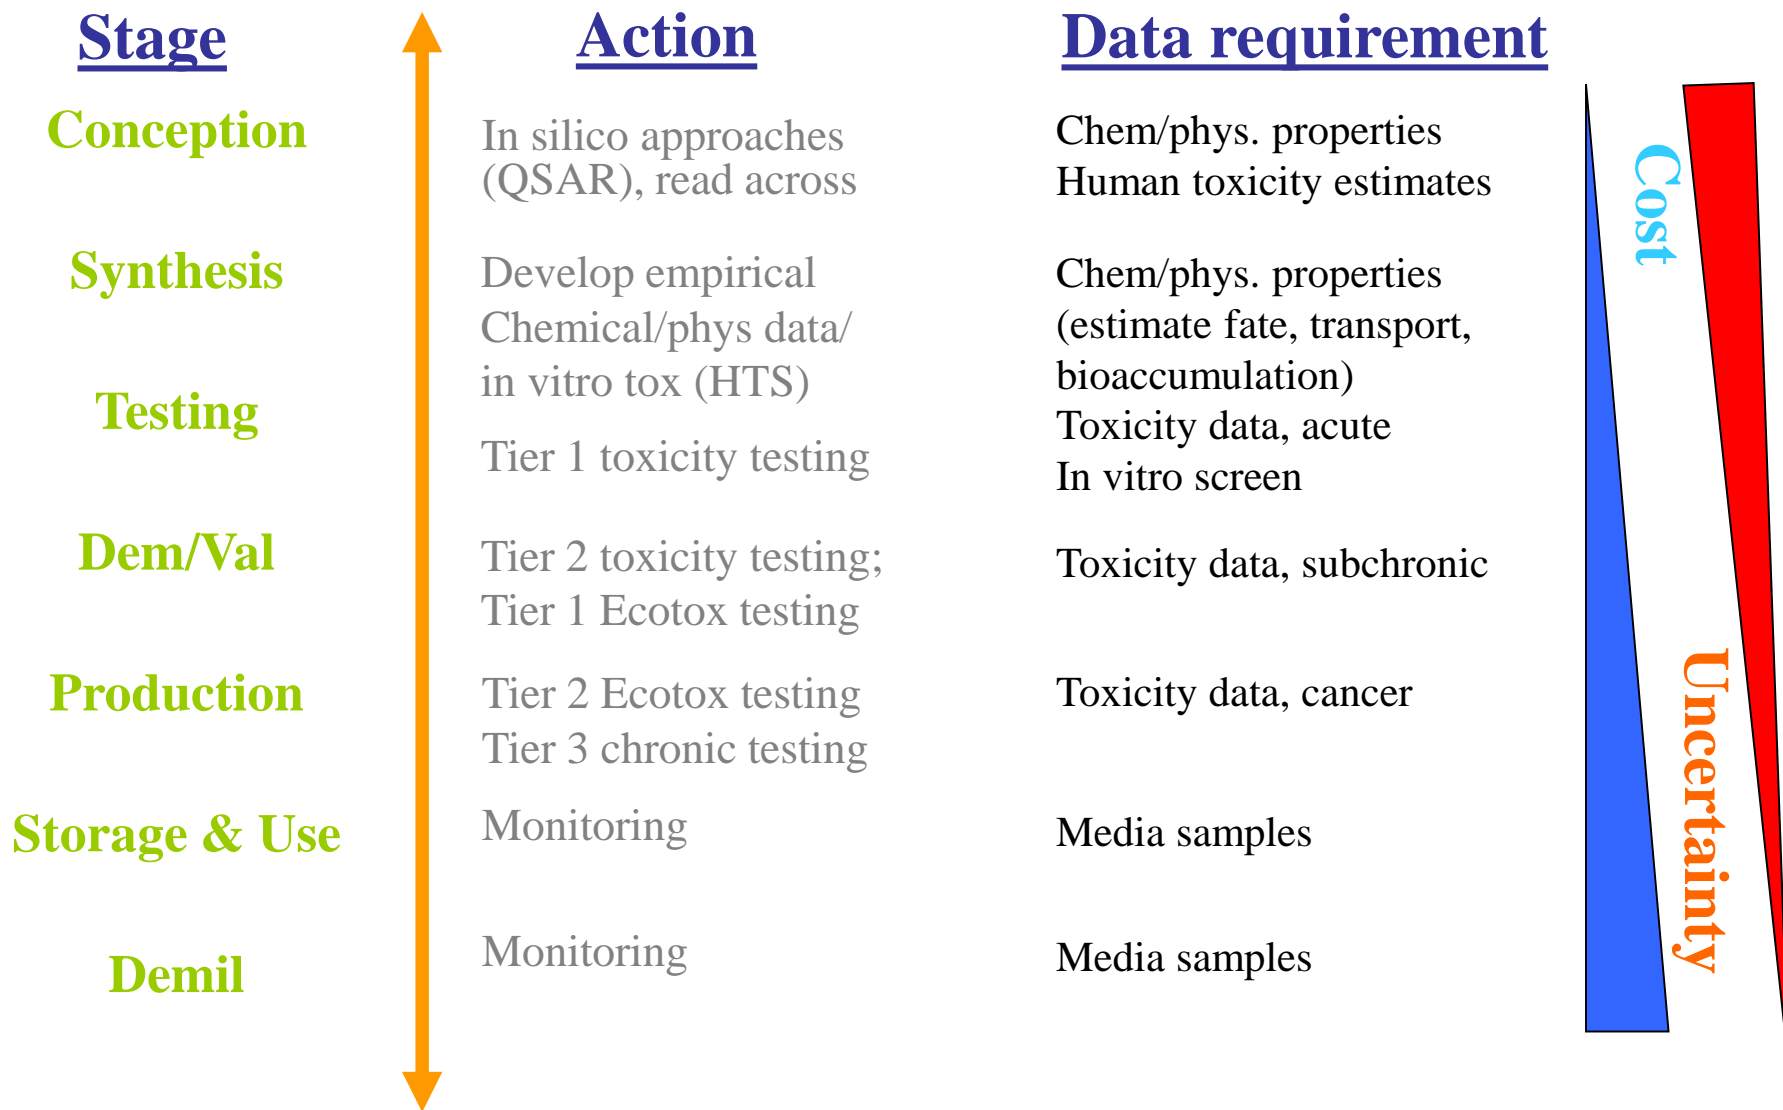 Stage
Action
Data requirement
Conception
In silico approaches
(QSAR), read across
Chem/phys. properties
Human toxicity estimates
Synthesis
Develop empirical
Chemical/phys data/
in vitro tox (HTS)
Chem/phys. properties
(estimate fate, transport,
bioaccumulation)
Testing
Tier 1 toxicity testing
Toxicity data, acute
In vitro screen
Dem/Val
Tier 2 toxicity testing;
Tier 1 Ecotox testing
Toxicity data, subchronic
Production
Tier 2 Ecotox testing
Tier 3 chronic testing
Toxicity data, cancer
Storage & Use
Monitoring
Media samples
Demil
Monitoring
Media samples
Cost
Uncertainty